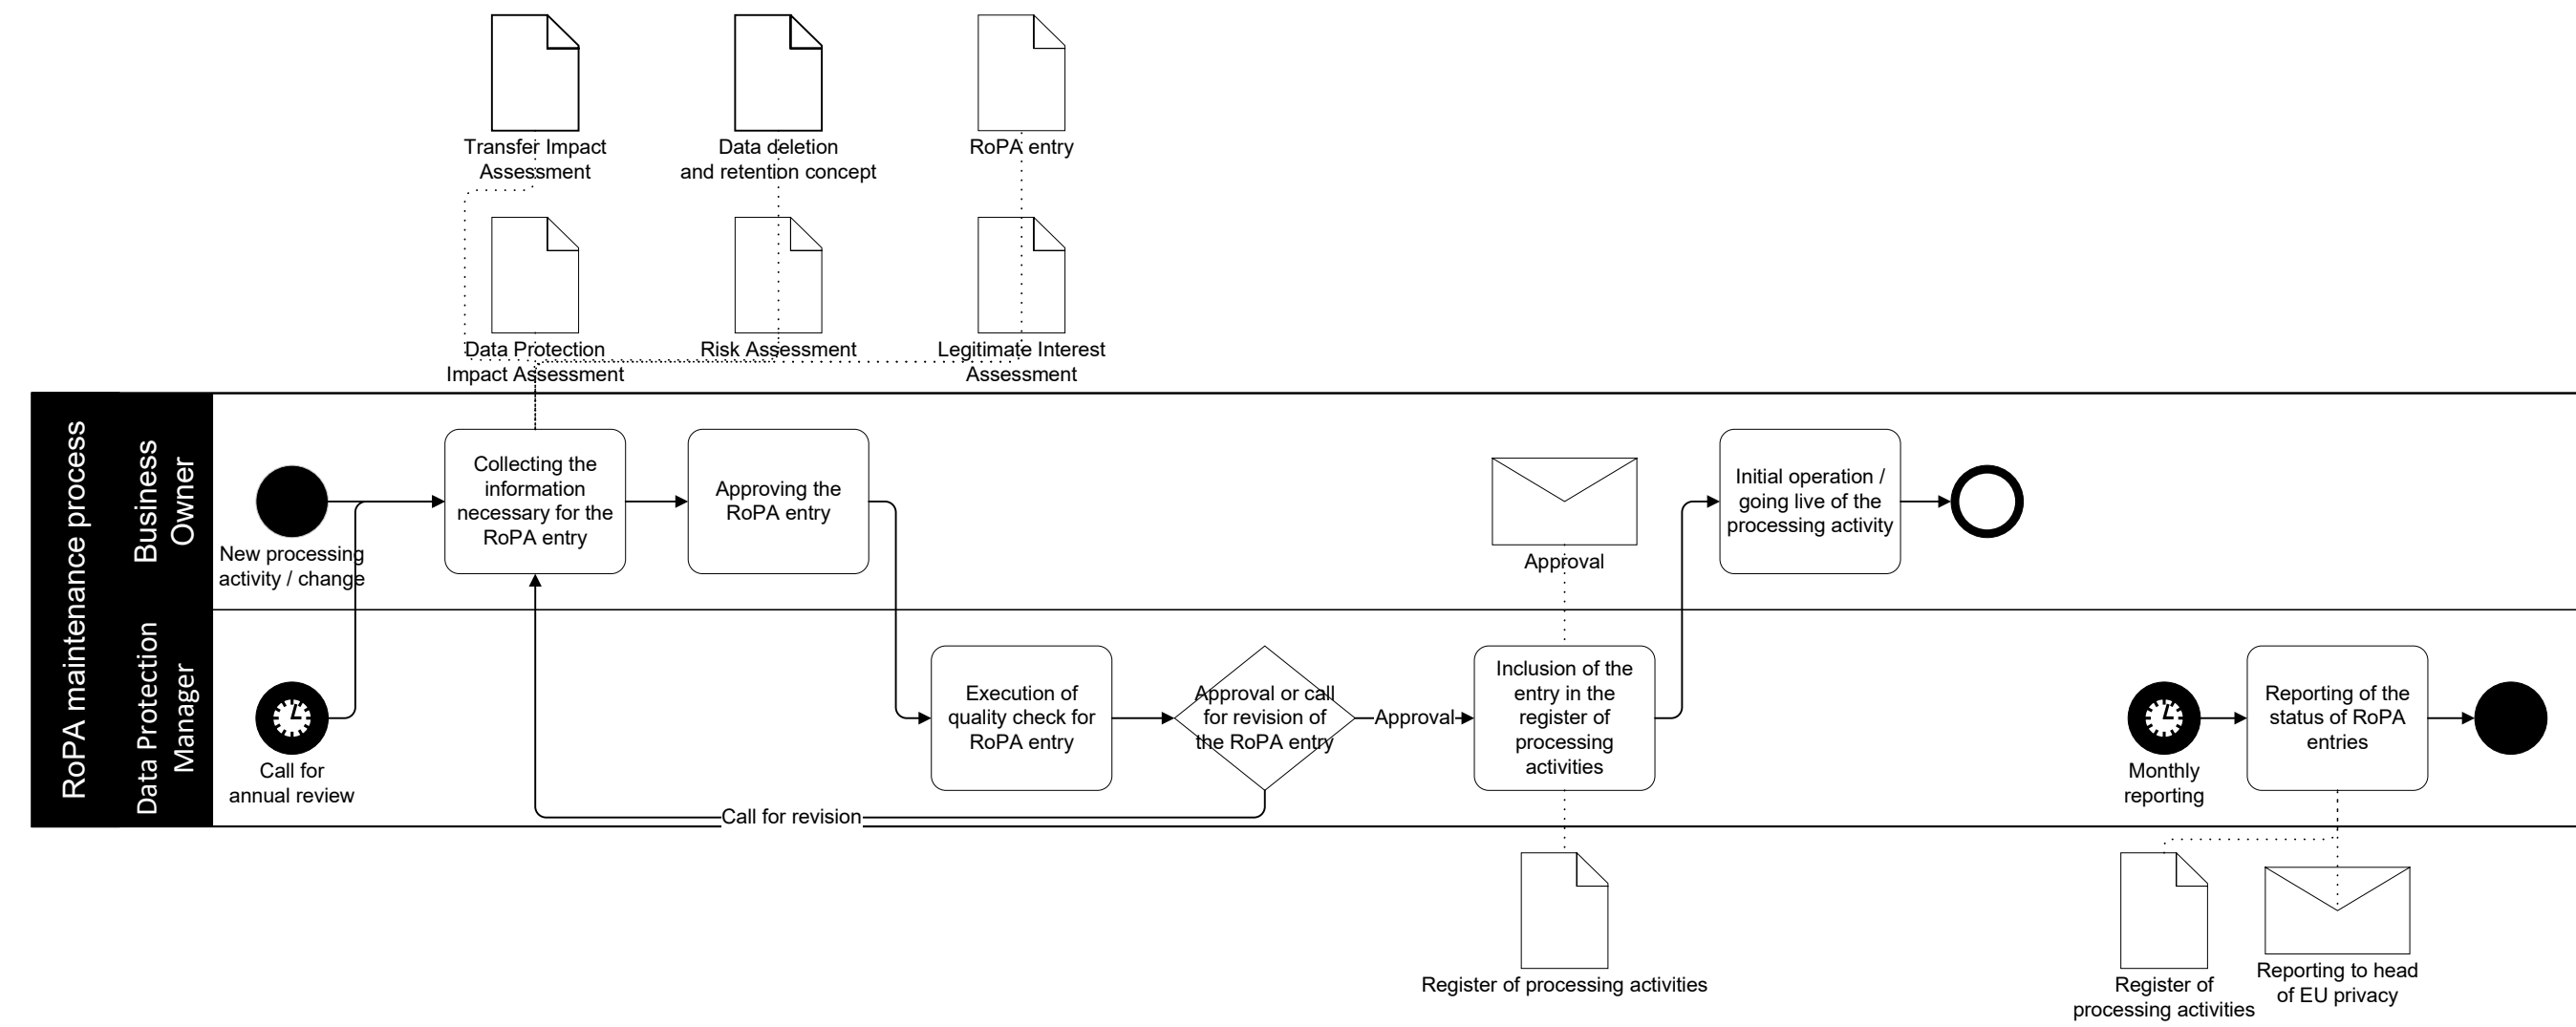 Transfer Impact
Assessment
Data deletion
and retention concept
RoPA entry
Data Protection
Impact Assessment
Risk Assessment
Legitimate Interest
Assessment
RoPA maintenance process
Business
Owner
New processing
activity / change
Collecting the
information
necessary for the
RoPA entry
Approving the
RoPA entry
Approval
Initial operation /
going live of the
processing activity
Data Protection
Manager
Call for
annual review
Execution of
quality check for
RoPA entry
Approval or call
for revision of
the RoPA entry
Approval
Inclusion of the
entry in the
register of
processing
activities
Call for revision
Monthly
reporting
Reporting of the
status of RoPA
entries
Register of processing activities
Register of
processing activities
Reporting to head
of EU privacy